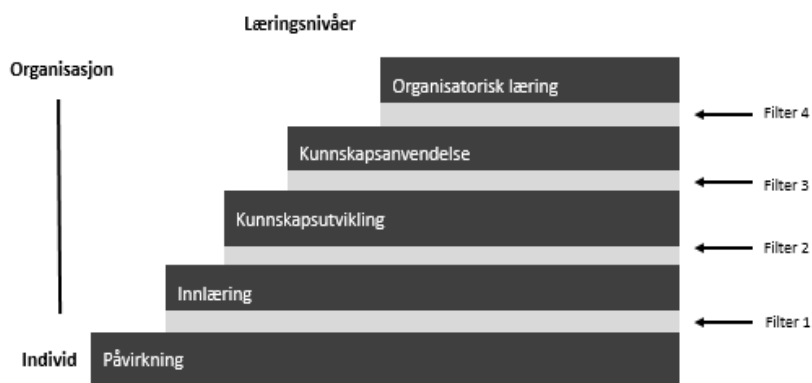 Læringsnivåer
Organisasjon
Organisatorisk læring
Filter 4
Kunnskapsanvendelse
Filter 3
Kunnskapsutvikling
Filter 2
Innlæring
Filter 1
Individ
Påvirkning